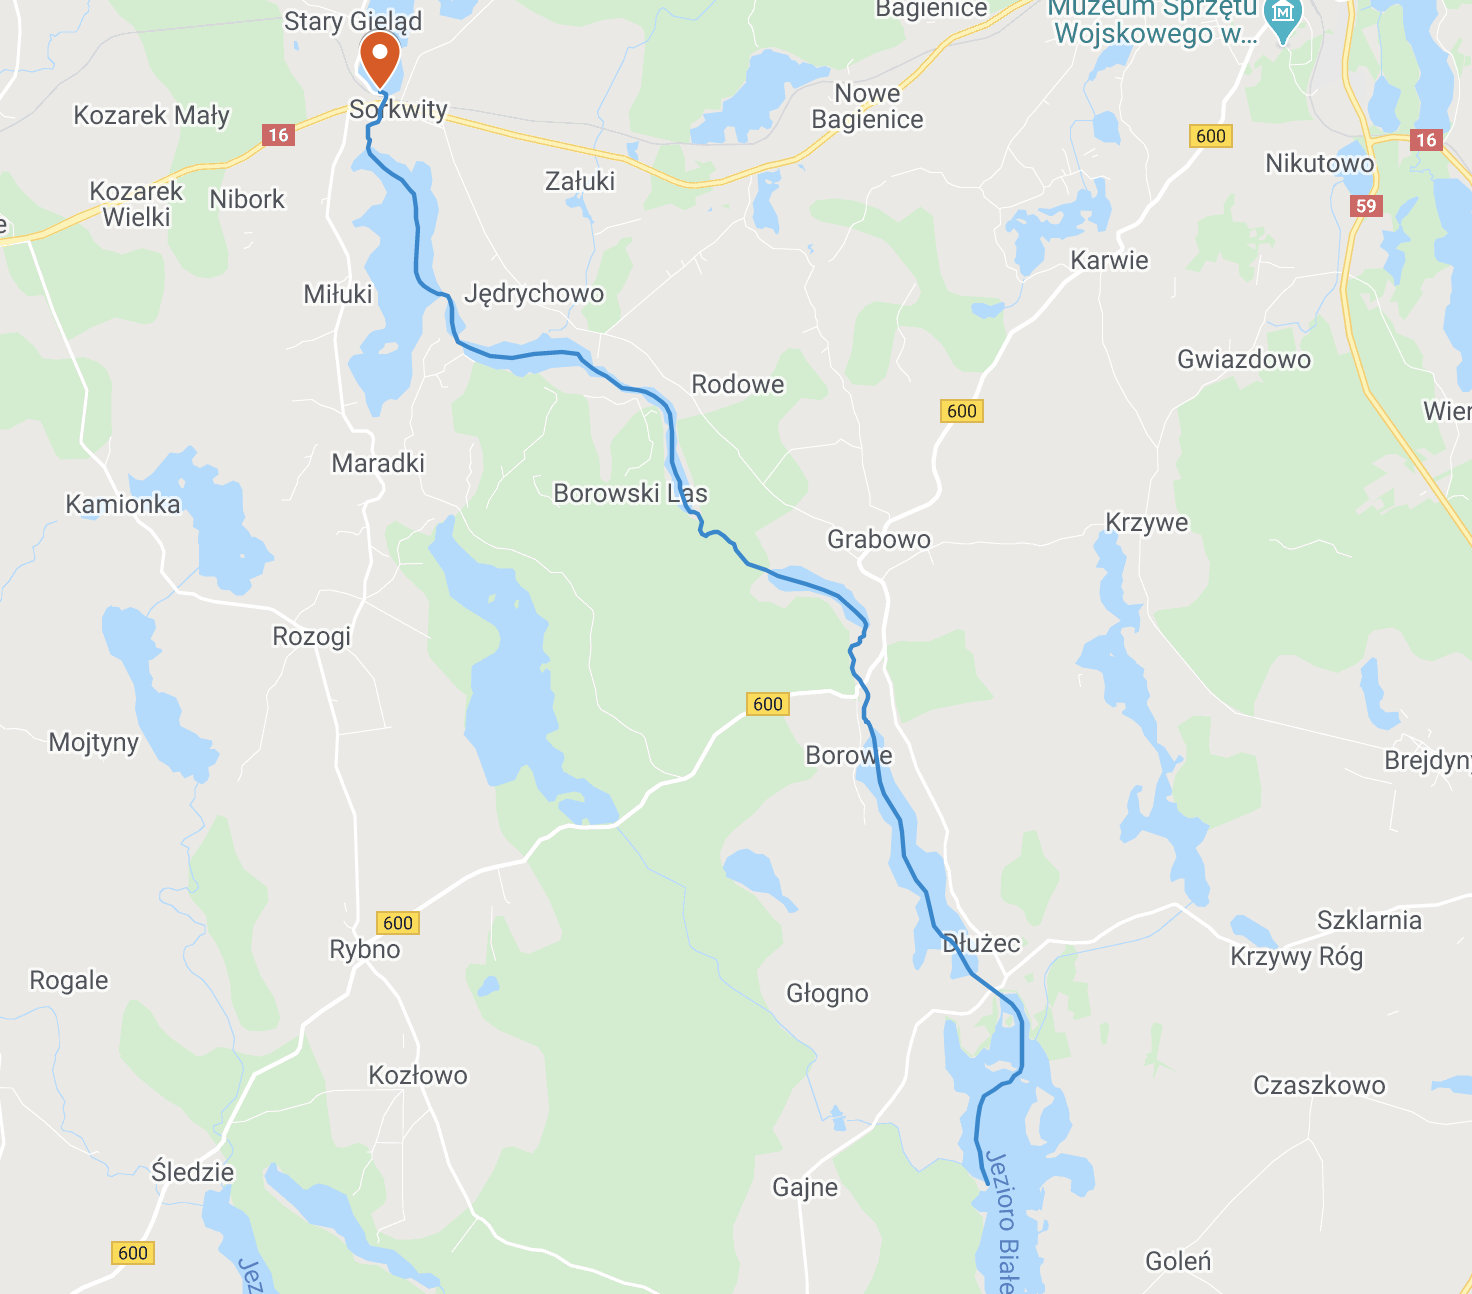 Stary Gieląd
Bagienice
Muzeum Sprzętu
Wojskowego w...
Kozarek Mały
Sorkwity
Nowe
Bagienice
16
600
16
Nikutowo
Kozarek
Wielki
Nibork
Załuki
59
e
Karwie
Miłuki
Jędrychowo
Gwiazdowo
Rodowe
600
Wier
Maradki
Kamionka
Borowski Las
Grabowo
Krzywe
Rozogi
600
Mojtyny
Borowe
Brejdyny
600
Szklarnia
Rybno
Dłużec
Krzywy Róg
Rogale
Głogno
Kozłowo
Czaszkowo
Śledzie
Gajne
Jezioro Białe
600
Jez
Goleń